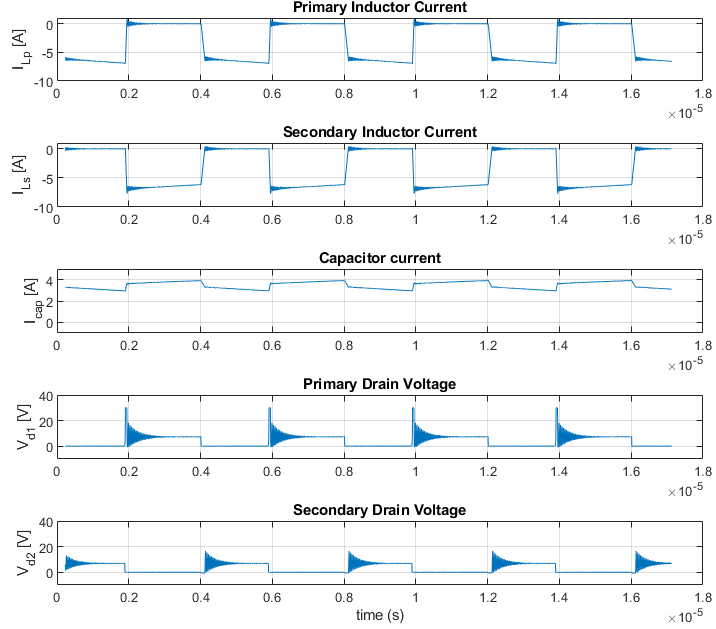 Primary Inductor Current
I_Lp [A]
0
-5
-10
0 0.2 0.4 0.6 0.8 1 1.2 1.4 1.6 1.8
×10^-5
Secondary Inductor Current
I_Ls [A]
0
-5
-10
0 0.2 0.4 0.6 0.8 1 1.2 1.4 1.6 1.8
×10^-5
Capacitor current
I_cap [A]
4
2
0
0 0.2 0.4 0.6 0.8 1 1.2 1.4 1.6 1.8
×10^-5
Primary Drain Voltage
V_d1 [V]
40
20
0
0 0.2 0.4 0.6 0.8 1 1.2 1.4 1.6 1.8
×10^-5
Secondary Drain Voltage
V_d2 [V]
40
20
0
0 0.2 0.4 0.6 0.8 1 1.2 1.4 1.6 1.8
time (s)
×10^-5